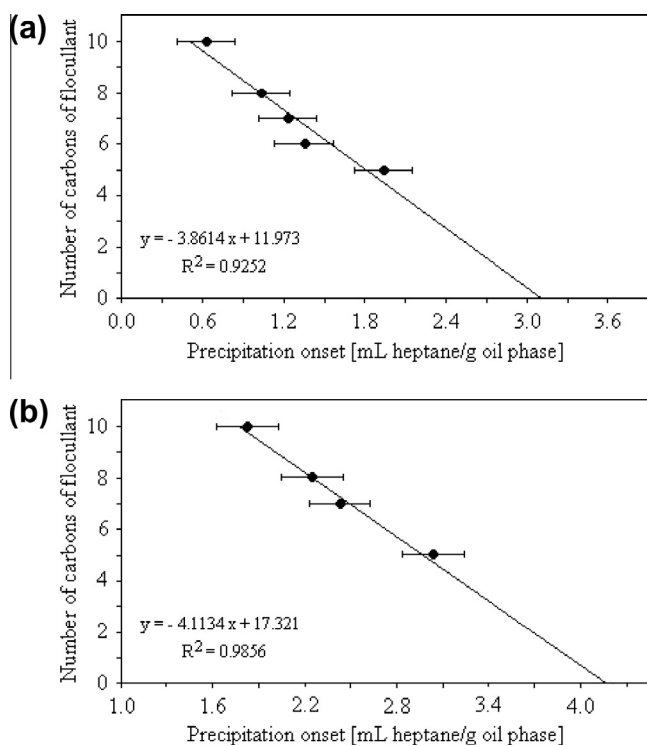 (a)
Number of carbons of flocullant
10
8
6
4
2
0
y = - 3.8614 x + 11.973
R² = 0.9252
0.0 0.6 1.2 1.8 2.4 3.0 3.6
Precipitation onset [mL heptane/g oil phase]
(b)
Number of carbons of flocullant
10
8
6
4
2
0
y = - 4.1134 x + 17.321
R² = 0.9856
1.0 1.6 2.2 2.8 3.4 4.0
Precipitation onset [mL heptane/g oil phase]